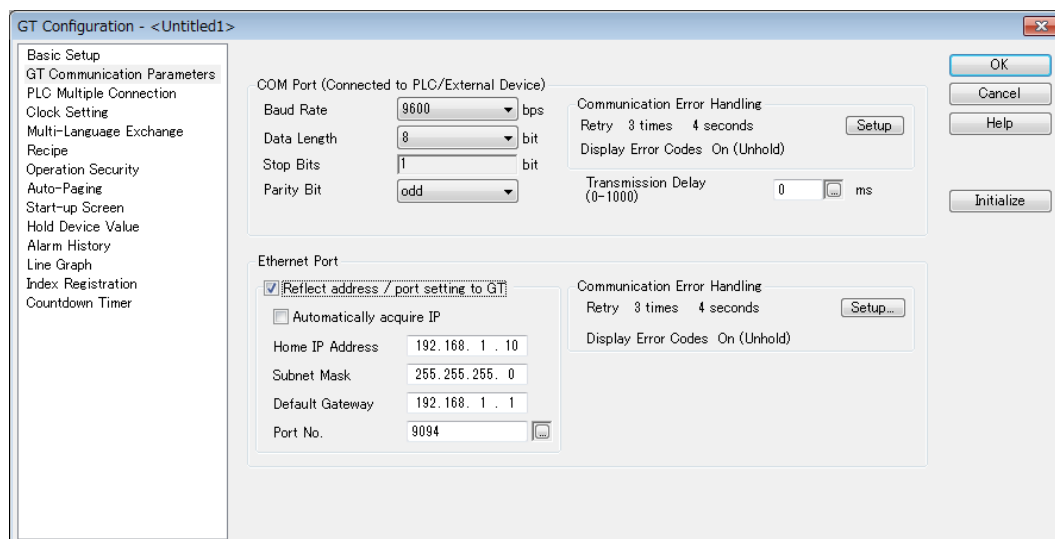 GT Configuration - <Untitled1>
Basic Setup
GT Communication Parameters
PLC Multiple Connection
Clock Setting
Multi-Language Exchange
Recipe
Operation Security
Auto-Paging
Start-up Screen
Hold Device Value
Alarm History
Line Graph
Index Registration
Countdown Timer
COM Port (Connected to PLC/External Device)
Baud Rate 9600 bps
Data Length 8 bit
Stop Bits 1 bit
Parity Bit odd
Communication Error Handling
Retry 3 times 4 seconds Setup
Display Error Codes On (Unhold)
Transmission Delay
(0-1000) 0 ... ms
Ethernet Port
Reflect address / port setting to GT
Automatically acquire IP
Home IP Address 192.168. 1 . 10
Subnet Mask 255.255.255. 0
Default Gateway 192.168. 1 . 1
Port No. 9094 ...
Communication Error Handling
Retry 3 times 4 seconds Setup...
Display Error Codes On (Unhold)
OK
Cancel
Help
Initialize